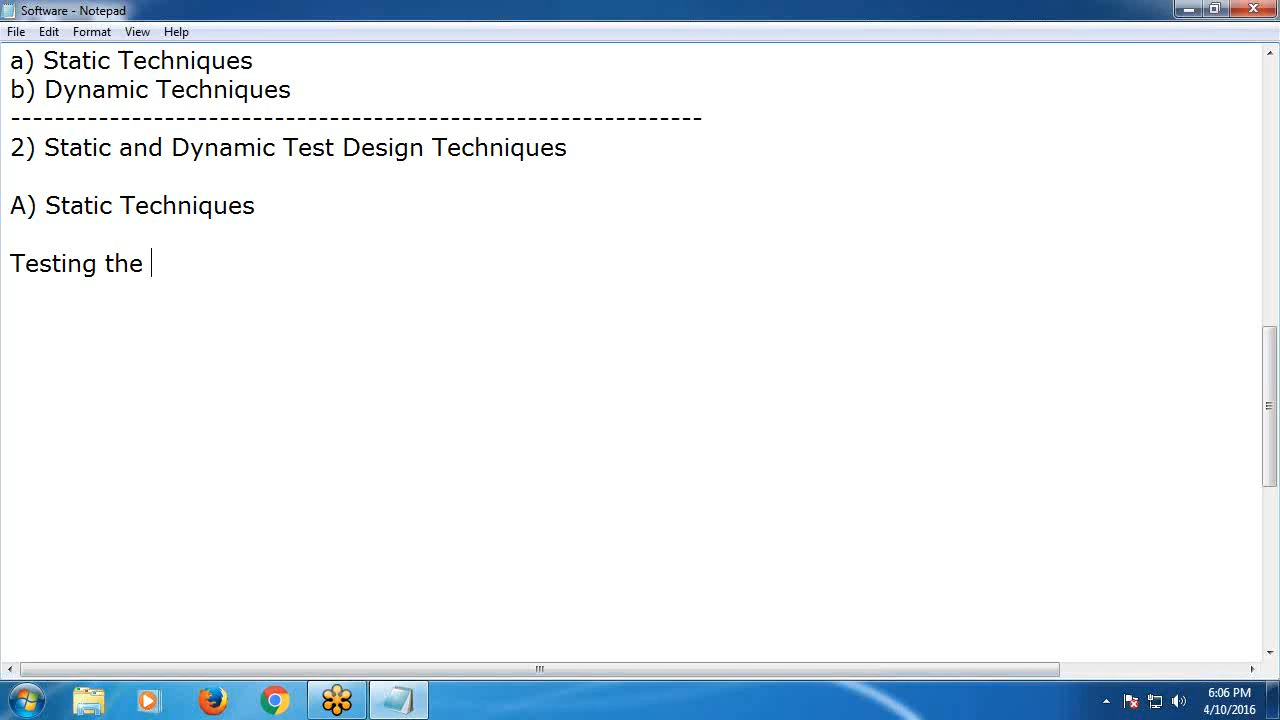 Software - Notepad
File Edit Format View Help
a) Static Techniques
b) Dynamic Techniques
---------------------------------------------------------------
2) Static and Dynamic Test Design Techniques
A) Static Techniques
Testing the
6:06 PM
4/10/2016